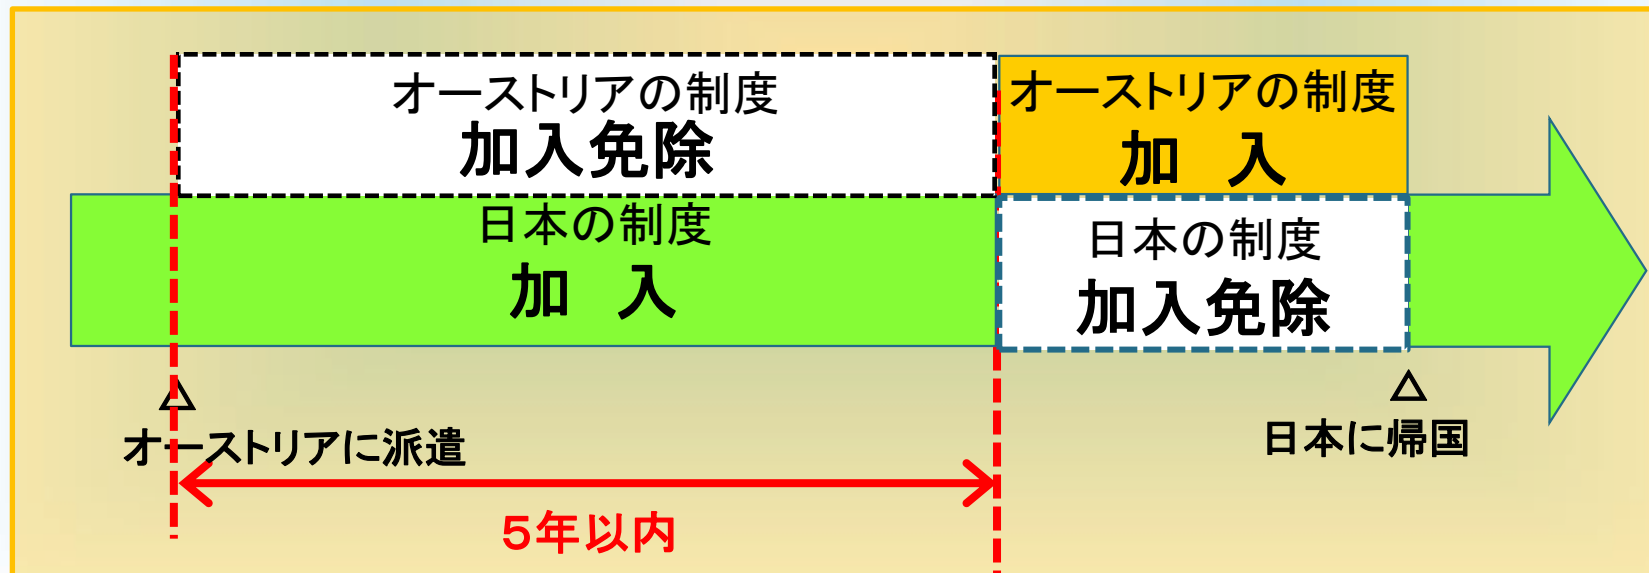 オーストリアの制度
加入免除
オーストリアの制度
加　入
日本の制度
加　入
日本の制度
加入免除
オーストリアに派遣
日本に帰国
５年以内